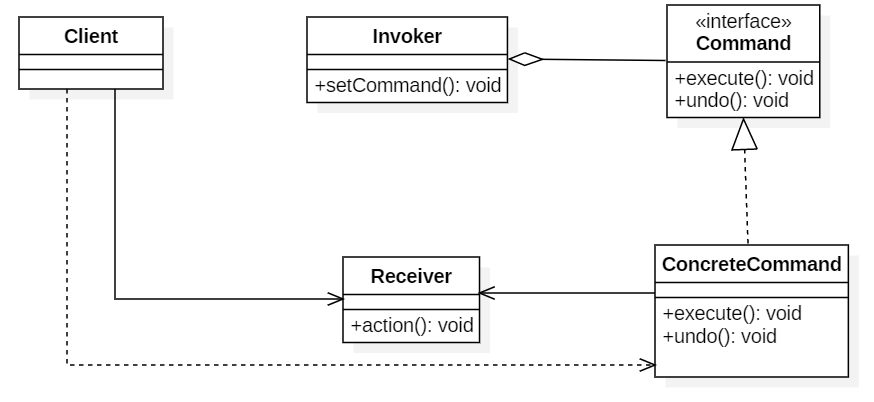 Client
Invoker
+setCommand(): void
«interface»
Command
+execute(): void
+undo(): void
Receiver
+action(): void
ConcreteCommand
+execute(): void
+undo(): void